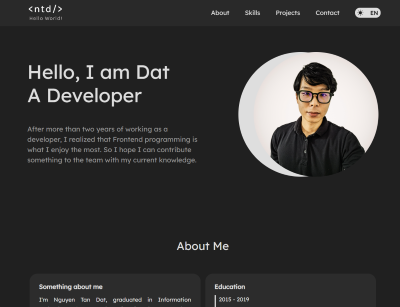 <ntd/>
Hello World!
About Skills Projects Contact EN
Hello, I am Dat
A Developer
After more than two years of working as a
developer, I realized that Frontend programming is
what I enjoy the most. So I hope I can contribute
something to the team with my current knowledge.
About Me
Something about me
I'm Nguyen Tan Dat, graduated in Information
Education
2015 - 2019